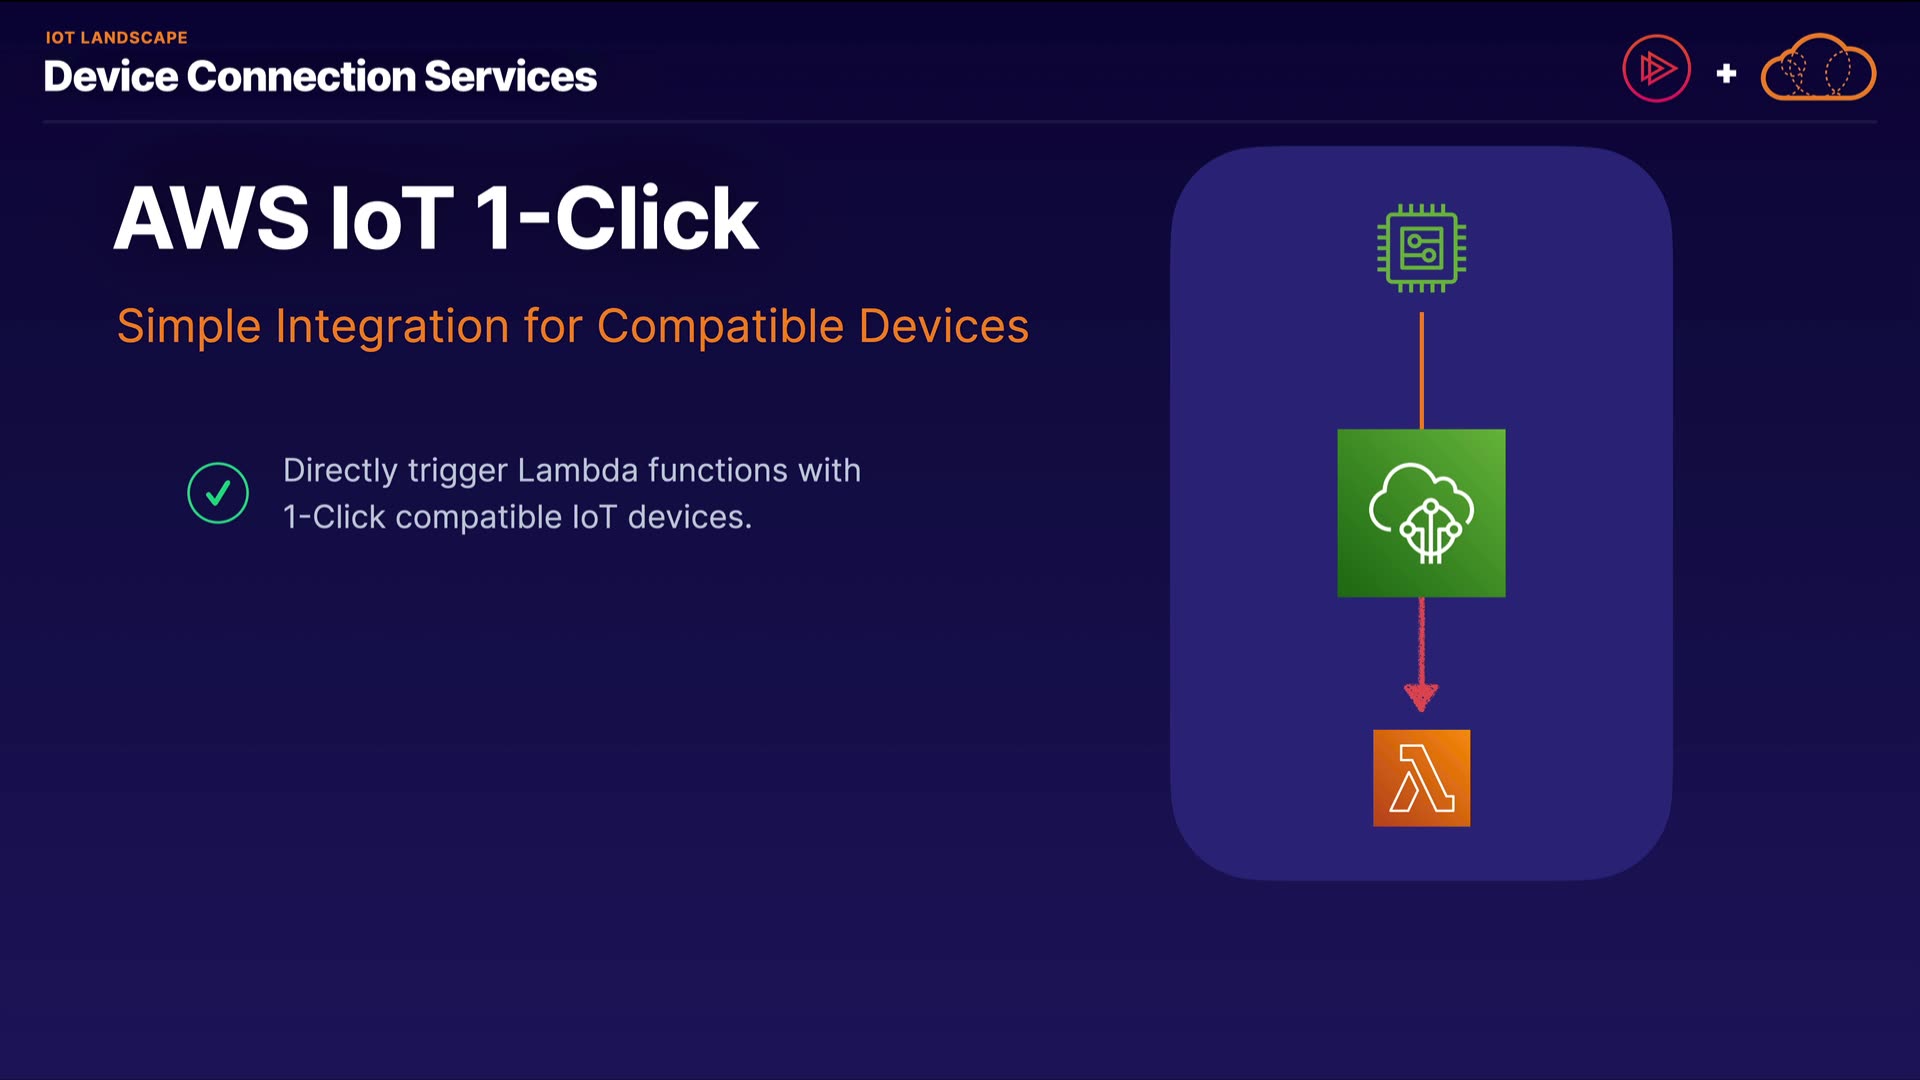 IOT LANDSCAPE
Device Connection Services
AWS IoT 1-Click
Simple Integration for Compatible Devices
Directly trigger Lambda functions with
1-Click compatible IoT devices.